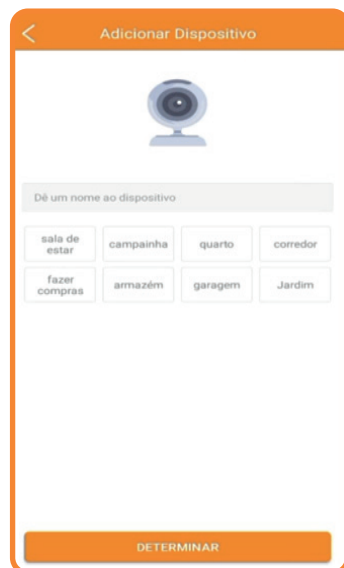 Adicionar Dispositivo
Dê um nome ao dispositivo
sala de
estar
campainha
quarto
corredor
fazer
compras
armazém
garagem
Jardim
DETERMINAR